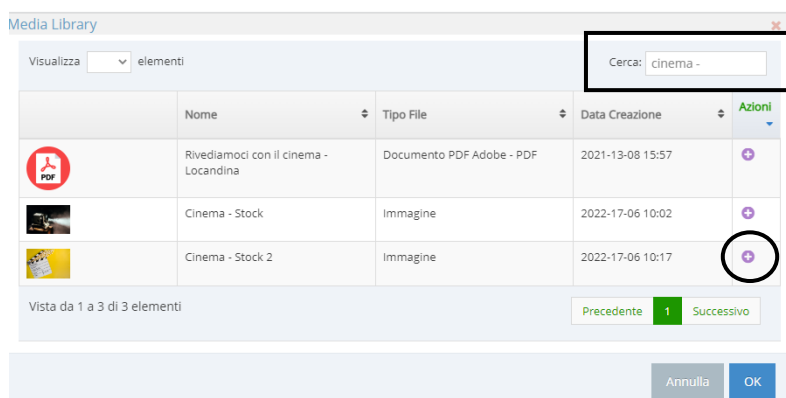 Media Library
Visualizza elementi Cerca: cinema -
Nome Tipo File Data Creazione Azioni
PDF
Rivediamoci con il cinema - Documento PDF Adobe - PDF 2021-13-08 15:57
Locandina
Cinema - Stock Immagine 2022-17-06 10:02
Cinema - Stock 2 Immagine 2022-17-06 10:17
Vista da 1 a 3 di 3 elementi
Precedente 1 Successivo
Annulla OK